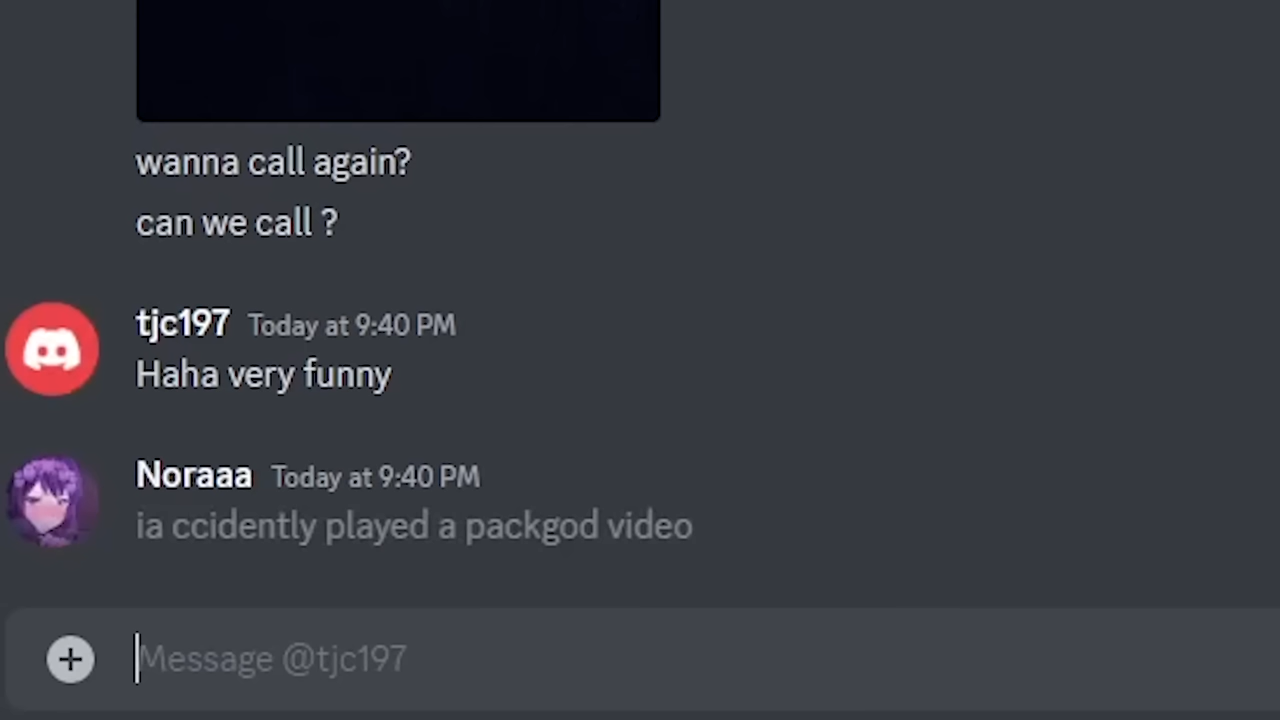 wanna call again?
can we call ?
tjc197 Today at 9:40 PM
Haha very funny
Noraaa Today at 9:40 PM
ia ccidently played a packgod video
Message @tjc197